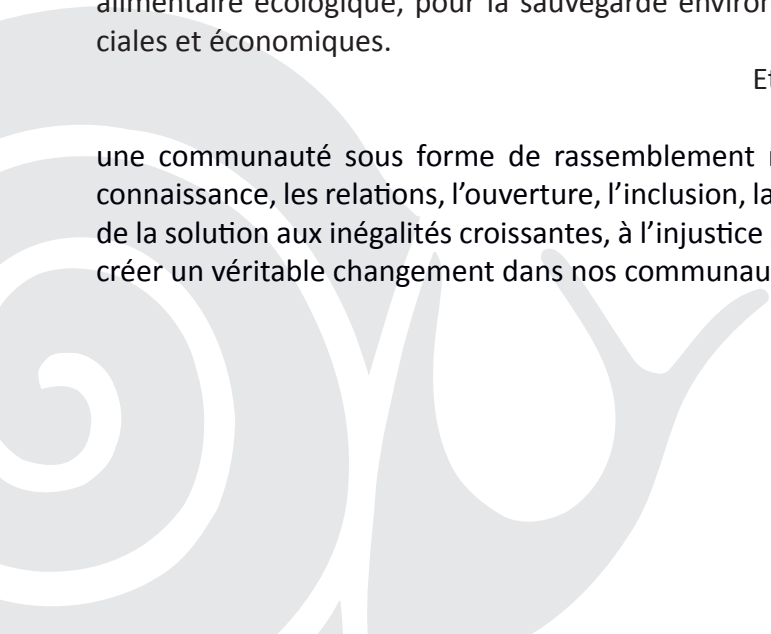 alimentaire écologique, pour la sauvegarde environ
ciales et économiques.
Et
une communauté sous forme de rassemblement
connaissance, les relations, l’ouverture, l’inclusion, la
de la solution aux inégalités croissantes, à l’injustice
créer un véritable changement dans nos communau